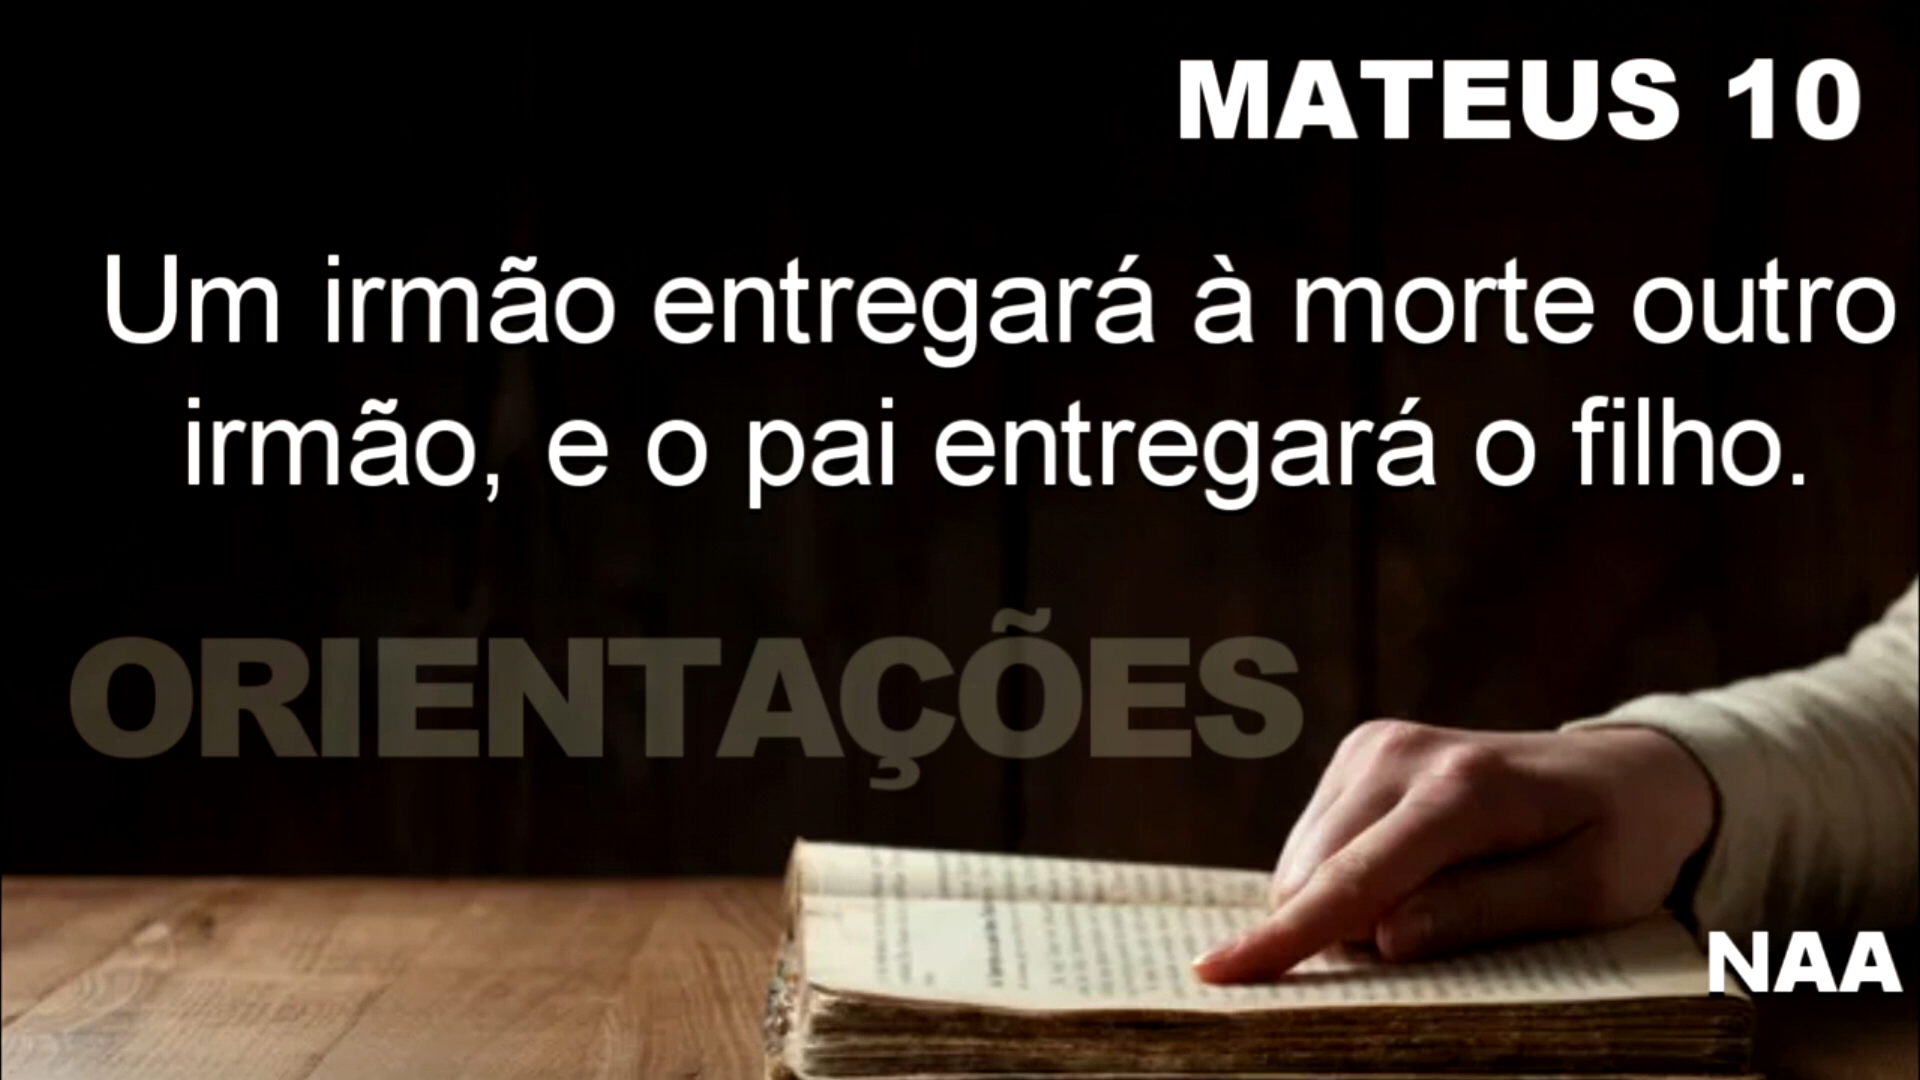 MATEUS 10
Um irmão entregará à morte outro
irmão, e o pai entregará o filho.
ORIENTAÇÕES
NAA